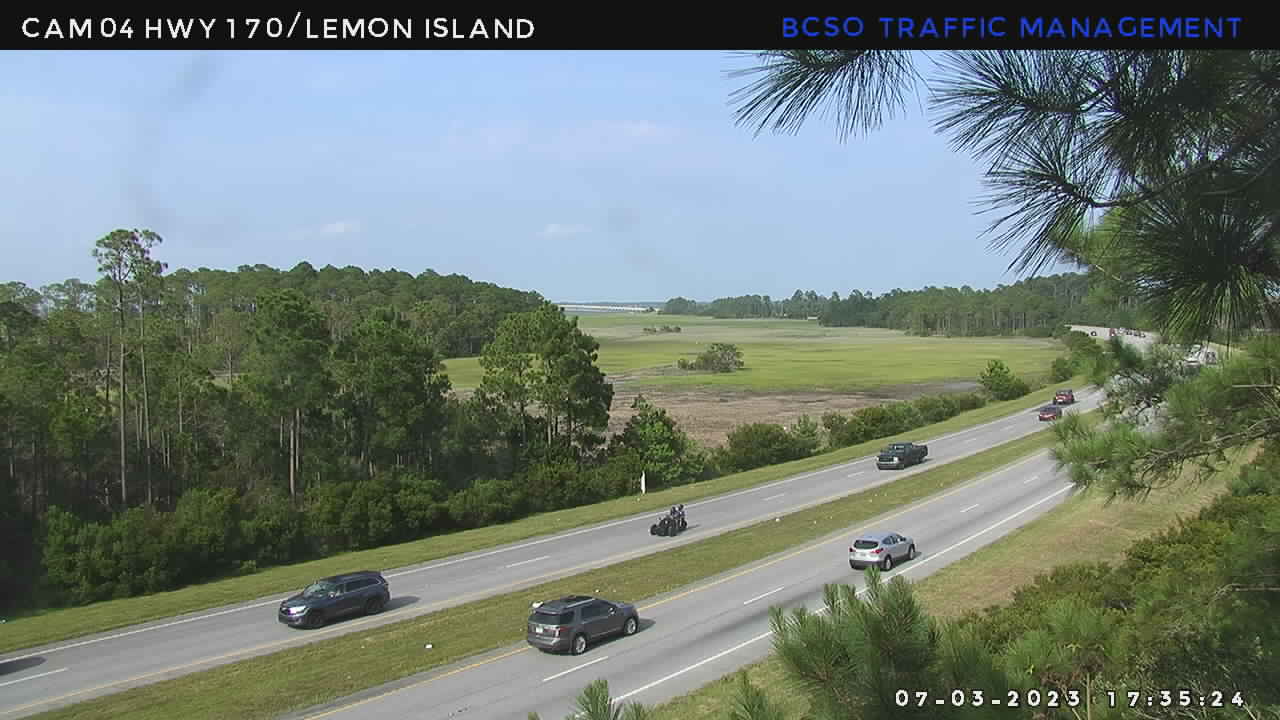 CAM04 HWY 170/LEMON ISLAND
BCSO TRAFFIC MANAGEMENT
07-03-2023 17:35:24